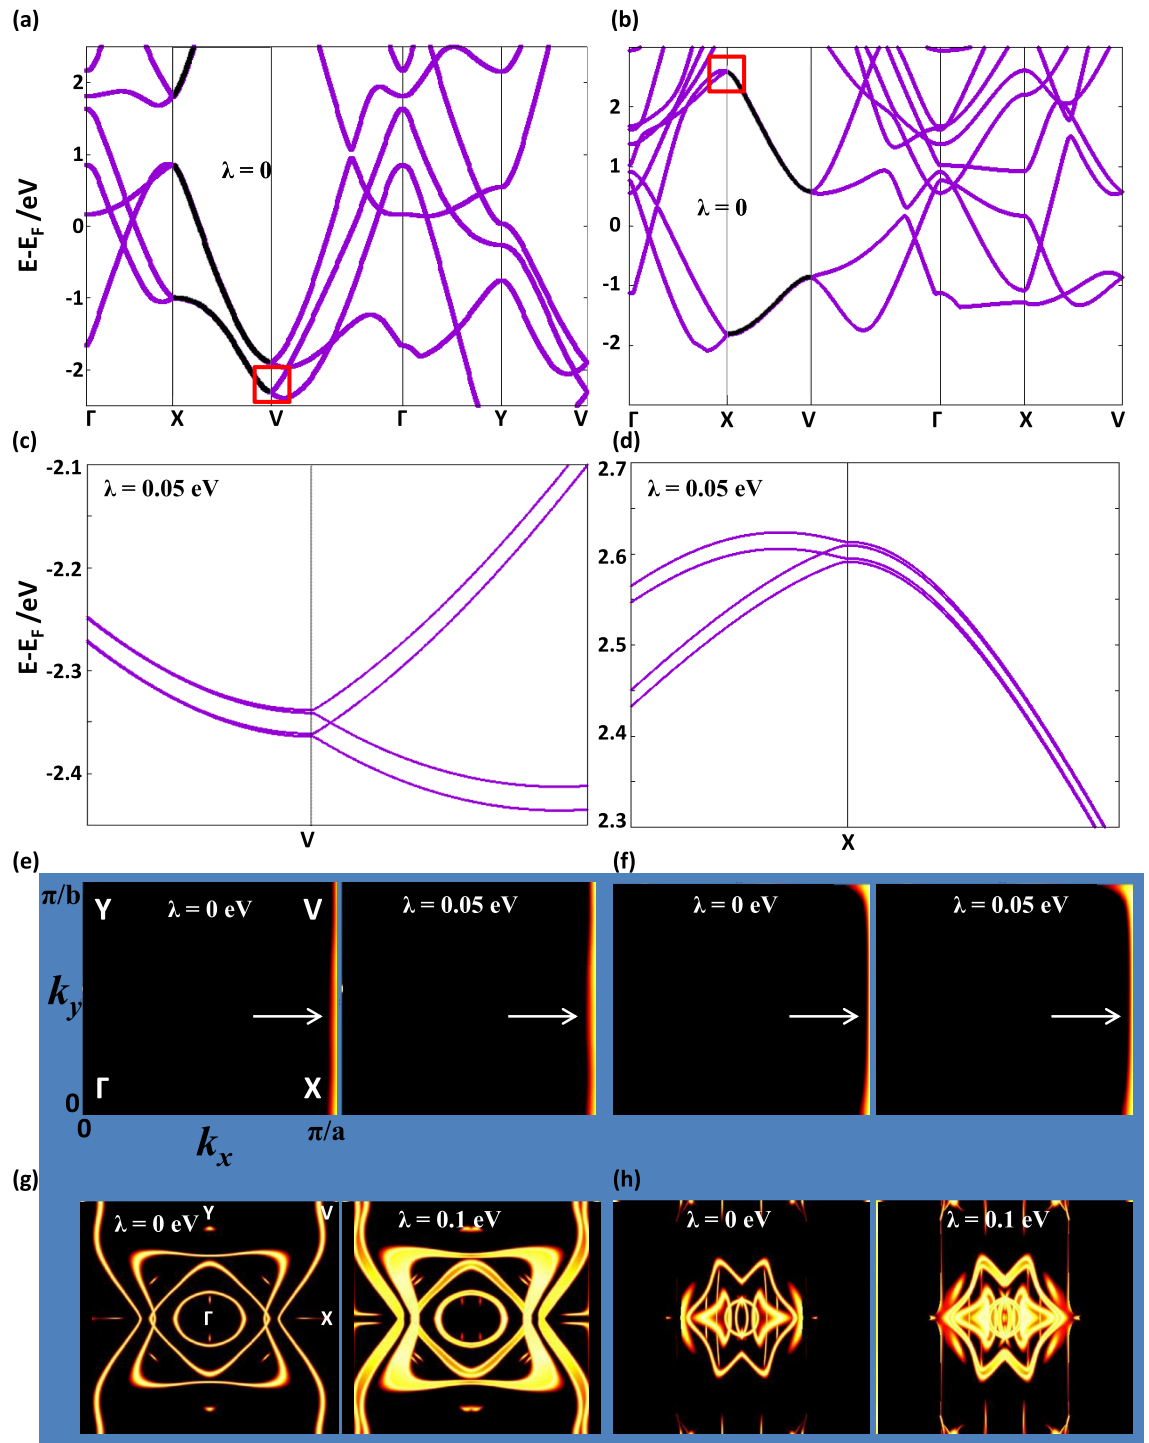 (a)
(b)
2
1
0
-1
-2
E-E_F /eV
λ = 0
Γ X V Γ Y V
2
1
0
-1
-2
λ = 0
Γ X V Γ X V
(c)
(d)
-2.1
-2.2
-2.3
-2.4
E-E_F /eV
λ = 0.05 eV
V
2.7
2.6
2.5
2.4
2.3
λ = 0.05 eV
X
(e)
(f)
π/b
k_y
0
Y
λ = 0 eV
V
Γ
X
0
k_x
π/a
λ = 0.05 eV
λ = 0 eV
λ = 0.05 eV
(g)
(h)
λ = 0 eV
Y
V
Γ
X
λ = 0.1 eV
λ = 0 eV
λ = 0.1 eV